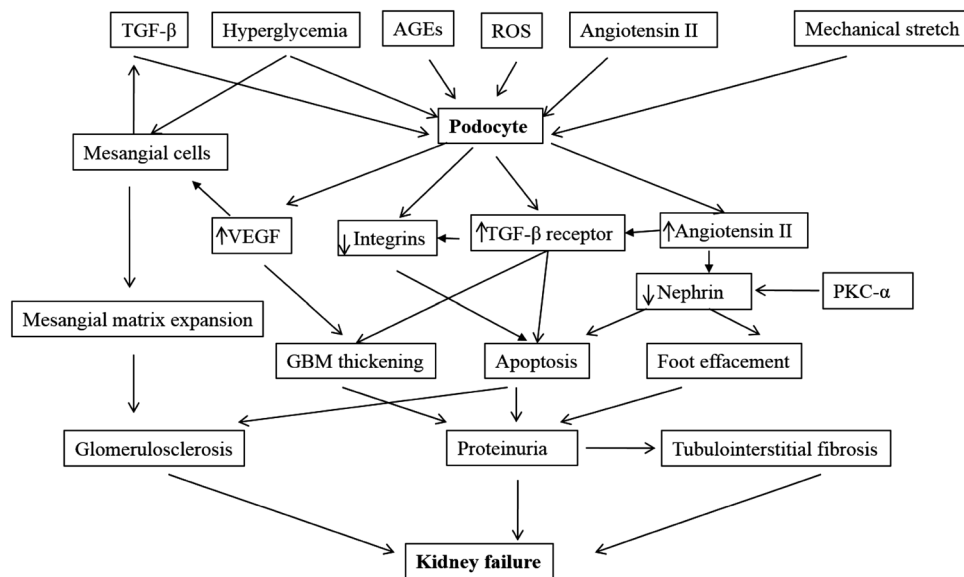 TGF-β
Hyperglycemia
AGEs
ROS
Angiotensin II
Mechanical stretch
Podocyte
Mesangial cells
↑VEGF
↓Integrins
↑TGF-β receptor
↑Angiotensin II
↓Nephrin
PKC-α
Mesangial matrix expansion
GBM thickening
Apoptosis
Foot effacement
Glomerulosclerosis
Proteinuria
Tubulointerstitial fibrosis
Kidney failure